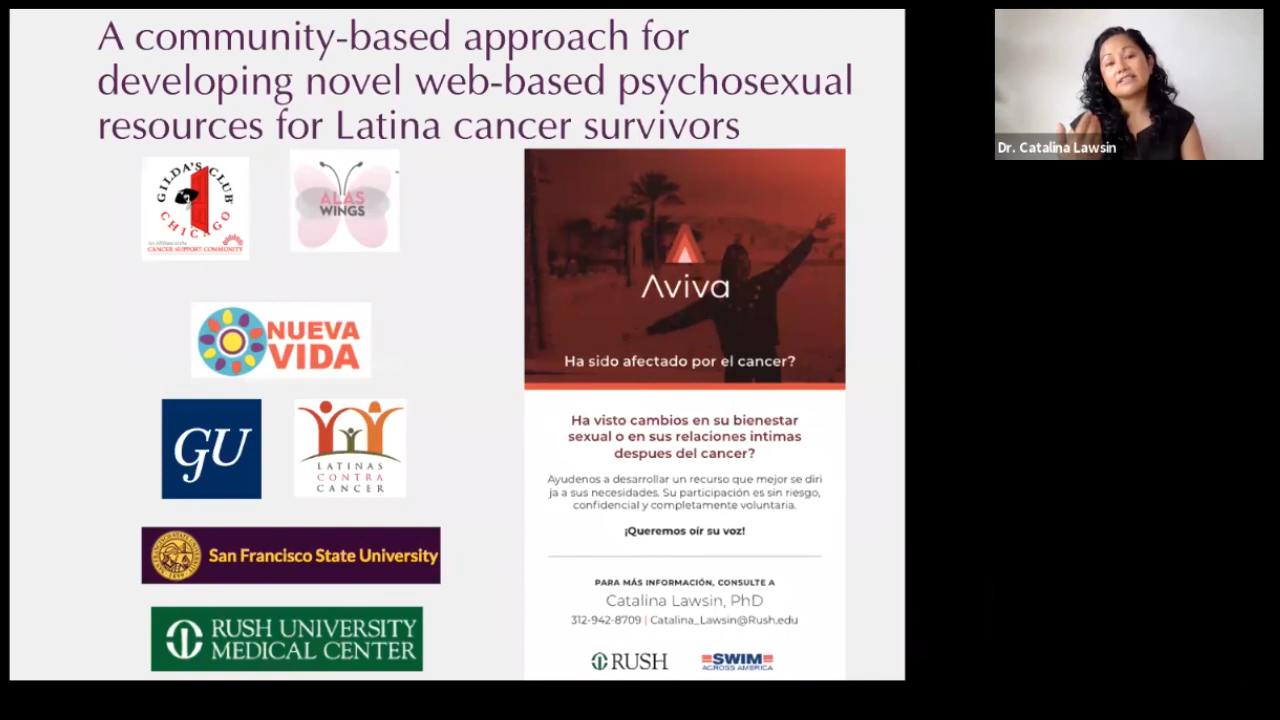 A community-based approach for
developing novel web-based psychosexual
resources for Latina cancer survivors
GILDA'S CLUB
CHICAGO
An Affiliate of the
CANCER SUPPORT COMMUNITY
ALAS
WINGS
NUEVA
VIDA
GU
LATINAS
CONTRA
CANCER
San Francisco State University
RUSH UNIVERSITY
MEDICAL CENTER
Aviva
Ha sido afectado por el cancer?
Ha visto cambios en su bienestar
sexual o en sus relaciones intimas
despues del cancer?
Ayudenos a desarrollar un recurso que mejor se diri
ja a sus necesidades. Su participación es sin riesgo,
confidencial y completamente voluntaria.
¡Queremos oír su voz!
PARA MÁS INFORMACIÓN, CONSULTE A
Catalina Lawsin, PhD
312-942-8709 | Catalina_Lawsin@Rush.edu
RUSH
SWIM
ACROSS AMERICA
Dr. Catalina Lawsin